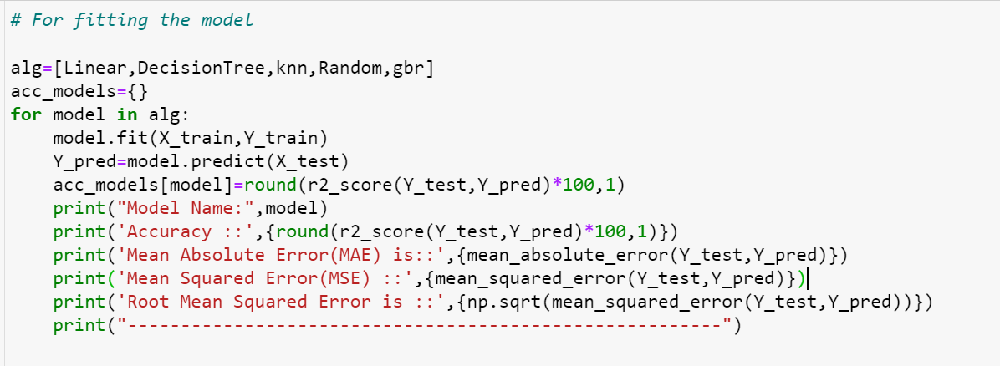 # For fitting the model
alg=[Linear,DecisionTree,knn,Random,gbr]
acc_models={}
for model in alg:
    model.fit(X_train,Y_train)
    Y_pred=model.predict(X_test)
    acc_models[model]=round(r2_score(Y_test,Y_pred)*100,1)
    print("Model Name:",model)
    print('Accuracy ::',{round(r2_score(Y_test,Y_pred)*100,1)})
    print('Mean Absolute Error(MAE) is::',{mean_absolute_error(Y_test,Y_pred)})
    print('Mean Squared Error(MSE) ::',{mean_squared_error(Y_test,Y_pred)})
    print('Root Mean Squared Error is ::',{np.sqrt(mean_squared_error(Y_test,Y_pred))})
    print("--------------------------------------------------------")